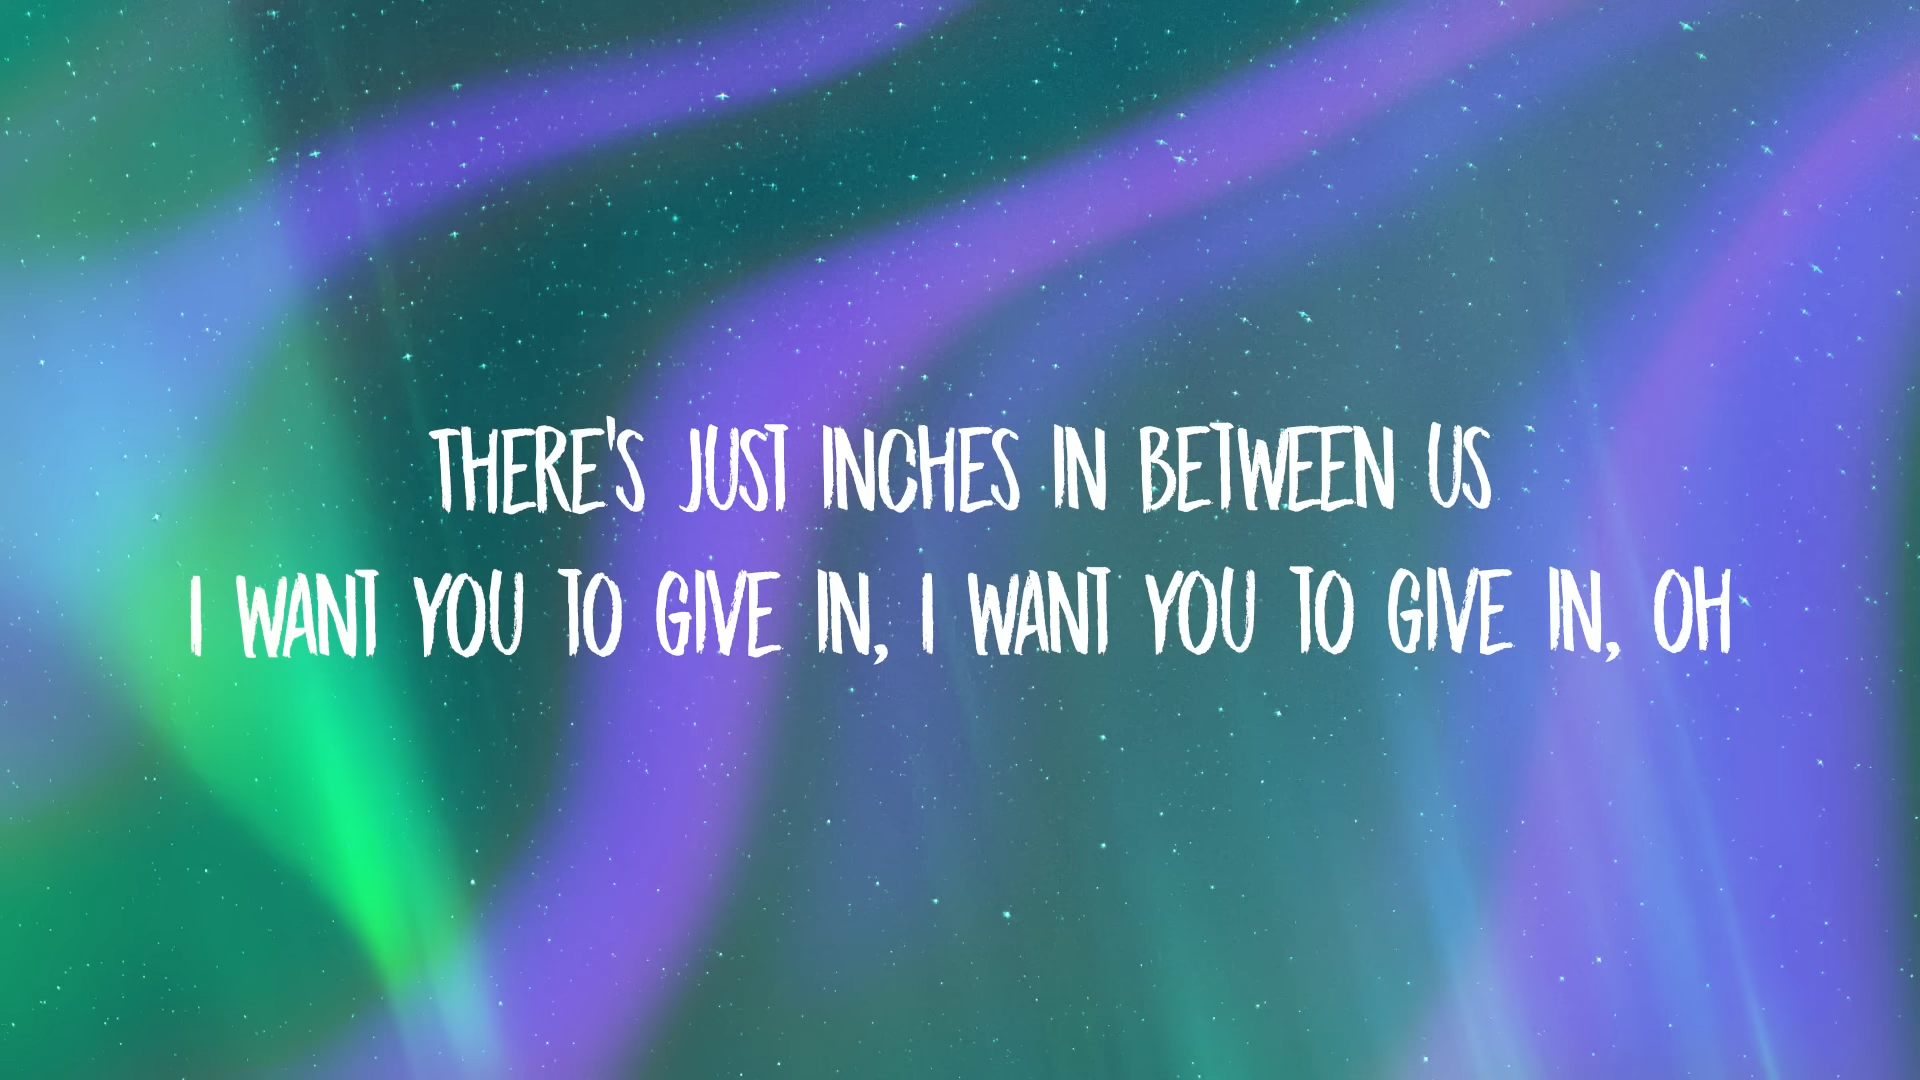 THERE'S JUST INCHES IN BETWEEN US
I WANT YOU TO GIVE IN, I WANT YOU TO GIVE IN, OH